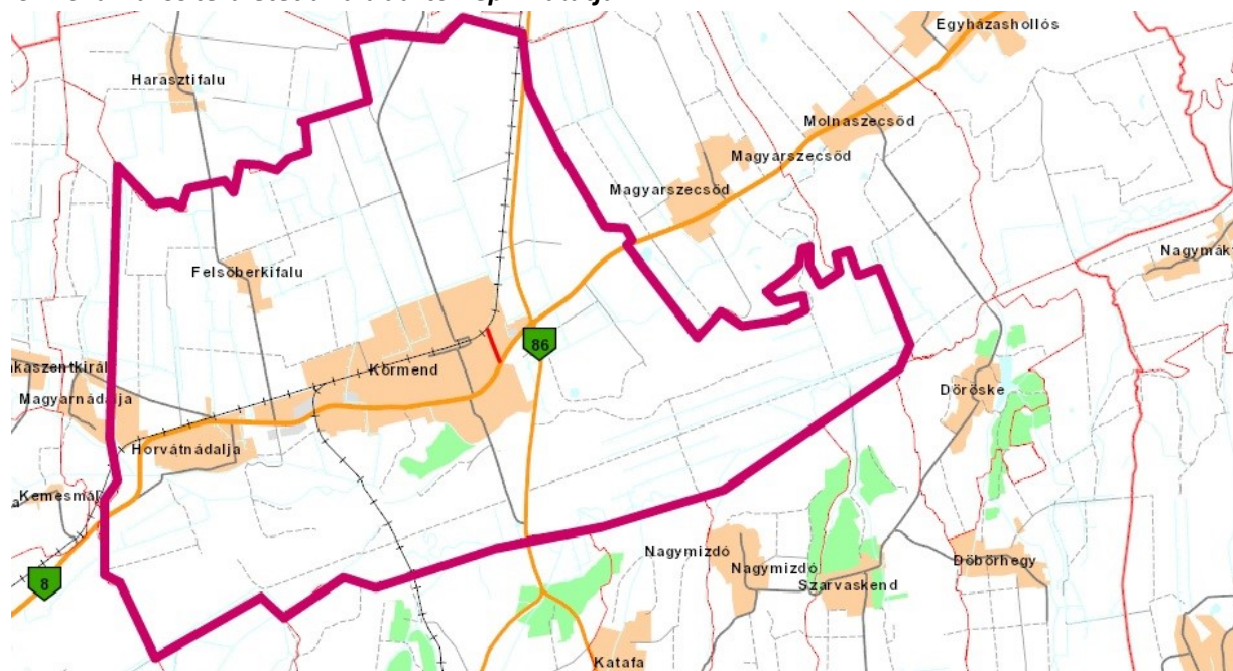 Egyházashollós
Harasztifalu
Molnaszecsőd
Magyarszecsőd
Magyarszecsőd
Nagymák
Felsőberkifalu
86
Körmend
akaszentkirál
Magyarnádalja
Döröske
Horvátnádalja
Kemesmál
Nagymizdó
Nagymizdó
Döbörhegy
8
Szarvaskend
Katafa